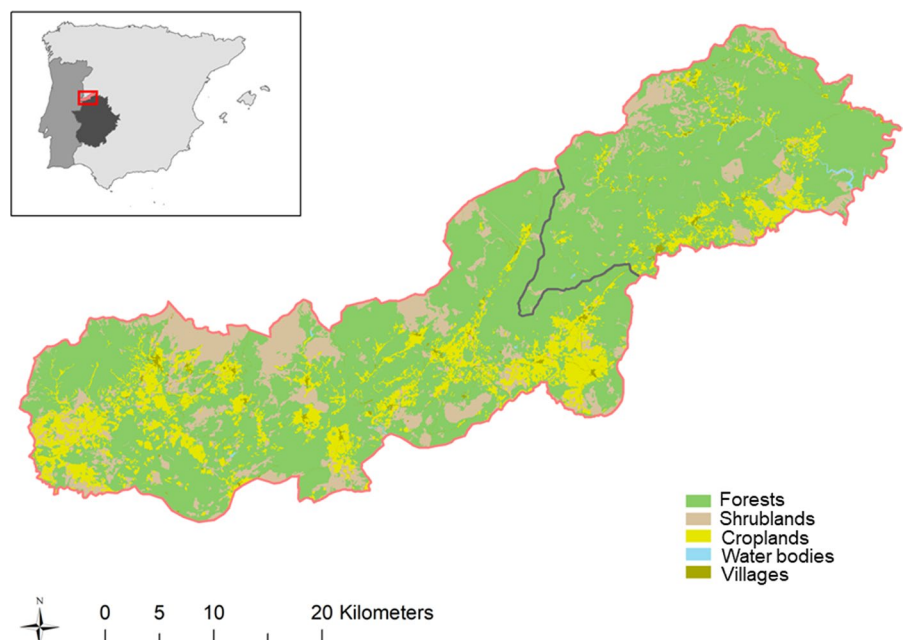 Forests
Shrublands
Croplands
Water bodies
Villages
N
0 5 10 20 Kilometers